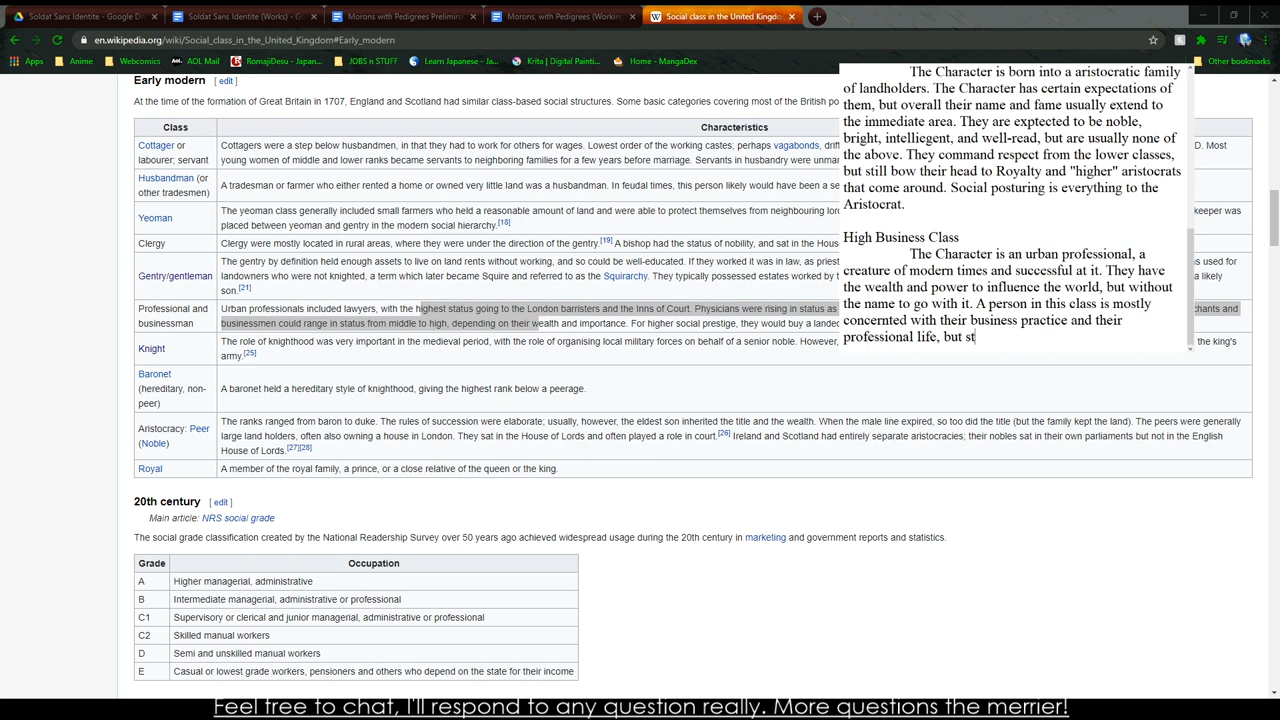 Soldat Sans Identite - Google Dr
Soldat Sans Identite (Works) - Go
Morons with Pedigrees Prelimina
Morons, with Pedigrees (Working
Social class in the United Kingdo
en.wikipedia.org/wiki/Social_class_in_the_United_Kingdom#Early_modern
Apps Anime Webcomics Aol. AOL Mail RomajiDesu - Japan... JOBS n STUFF Learn Japanese - Ja... Krita | Digital Painti... Home - MangaDex Other bookmarks
Early modern [ edit ]
At the time of the formation of Great Britain in 1707, England and Scotland had similar class-based social structures. Some basic categories covering most of the British po
Class Characteristics
Cottager or
labourer; servant
Cottagers were a step below husbandmen, in that they had to work for others for wages. Lowest order of the working castes; perhaps vagabonds, drift
D. Most
young women of middle and lower ranks became servants to neighboring families for a few years before marriage. Servants in husbandry were unmar
Husbandman (or
other tradesmen)
A tradesman or farmer who either rented a home or owned very little land was a husbandman. In feudal times, this person likely would have been a se
Yeoman
The yeoman class generally included small farmers who held a reasonable amount of land and were able to protect themselves from neighbouring lor
keeper was
placed between yeoman and gentry in the modern social hierarchy.[18]
Clergy
Clergy were mostly located in rural areas, where they were under the direction of the gentry.[19] A bishop had the status of nobility, and sat in the Hous
Gentry/gentleman
The gentry by definition held enough assets to live on land rents without working, and so could be well-educated. If they worked it was in law, as priest
s used for
landowners who were not knighted, a term which later became Squire and referred to as the Squirarchy. They typically possessed estates worked by t
a likely
son.[21]
Professional and
businessman
Urban professionals included lawyers, with the highest status going to the London barristers and the Inns of Court. Physicians were rising in status as
chants and
businessmen could range in status from middle to high, depending on their wealth and importance. For higher social prestige, they would buy a landed
Knight
The role of knighthood was very important in the medieval period, with the role of organising local military forces on behalf of a senior noble. However,
the king's
army.[25]
Baronet
(hereditary, non-
peer)
A baronet held a hereditary style of knighthood, giving the highest rank below a peerage.
Aristocracy: Peer
(Noble)
The ranks ranged from baron to duke. The rules of succession were elaborate; usually, however, the eldest son inherited the title and the wealth. When the male line expired, so too did the title (but the family kept the land). The peers were generally
large land holders, often also owning a house in London. They sat in the House of Lords and often played a role in court.[26] Ireland and Scotland had entirely separate aristocracies; their nobles sat in their own parliaments but not in the English
House of Lords.[27][28]
Royal
A member of the royal family, a prince, or a close relative of the queen or the king.
20th century [ edit ]
Main article: NRS social grade
The social grade classification created by the National Readership Survey over 50 years ago achieved widespread usage during the 20th century in marketing and government reports and statistics.
Grade Occupation
A Higher managerial, administrative
B Intermediate managerial, administrative or professional
C1 Supervisory or clerical and junior managerial, administrative or professional
C2 Skilled manual workers
D Semi and unskilled manual workers
E Casual or lowest grade workers, pensioners and others who depend on the state for their income
The Character is born into a aristocratic family
of landholders. The Character has certain expectations of
them, but overall their name and fame usually extend to
the immediate area. They are exptected to be noble,
bright, intelliegent, and well-read, but are usually none of
the above. They command respect from the lower classes,
but still bow their head to Royalty and "higher" aristocrats
that come around. Social posturing is everything to the
Aristocrat.
High Business Class
The Character is an urban professional, a
creature of modern times and successful at it. They have
the wealth and power to influence the world, but without
the name to go with it. A person in this class is mostly
concernted with their business practice and their
professional life, but st
Feel free to chat, I'll respond to any question really. More questions the merrier!